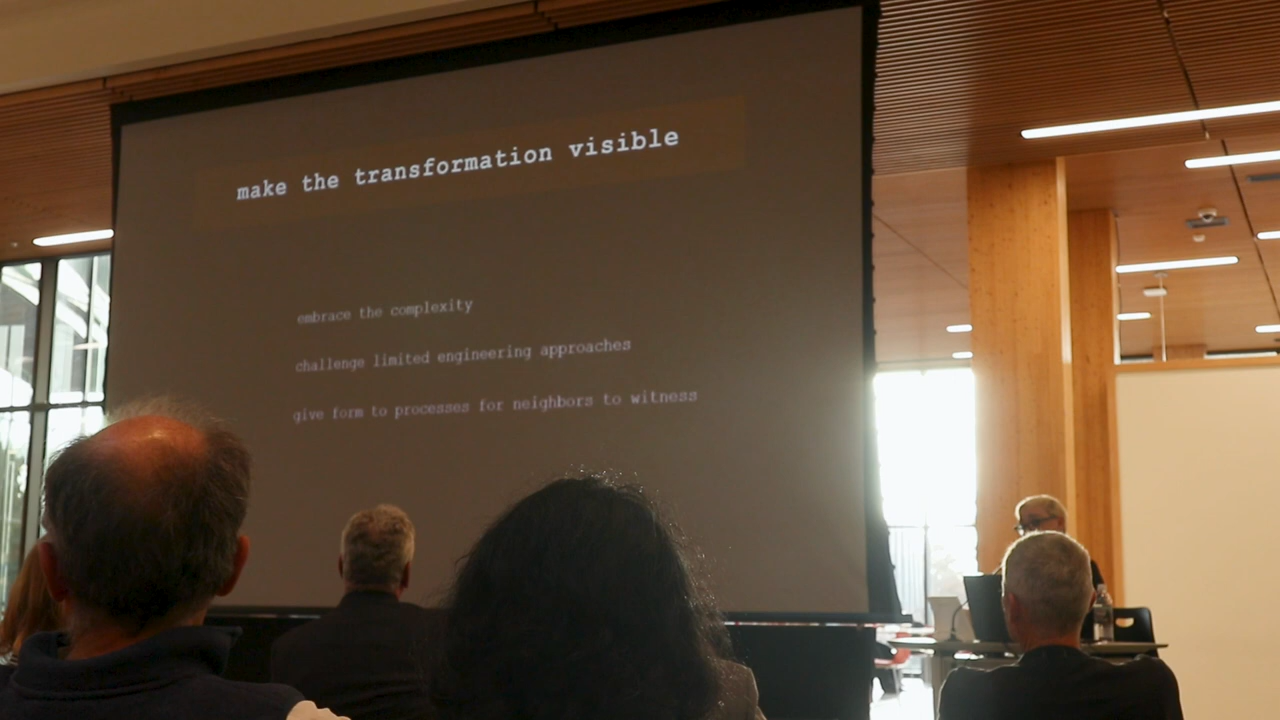 make the transformation visible
embrace the complexity
challenge limited engineering approaches
give form to processes for neighbors to witness